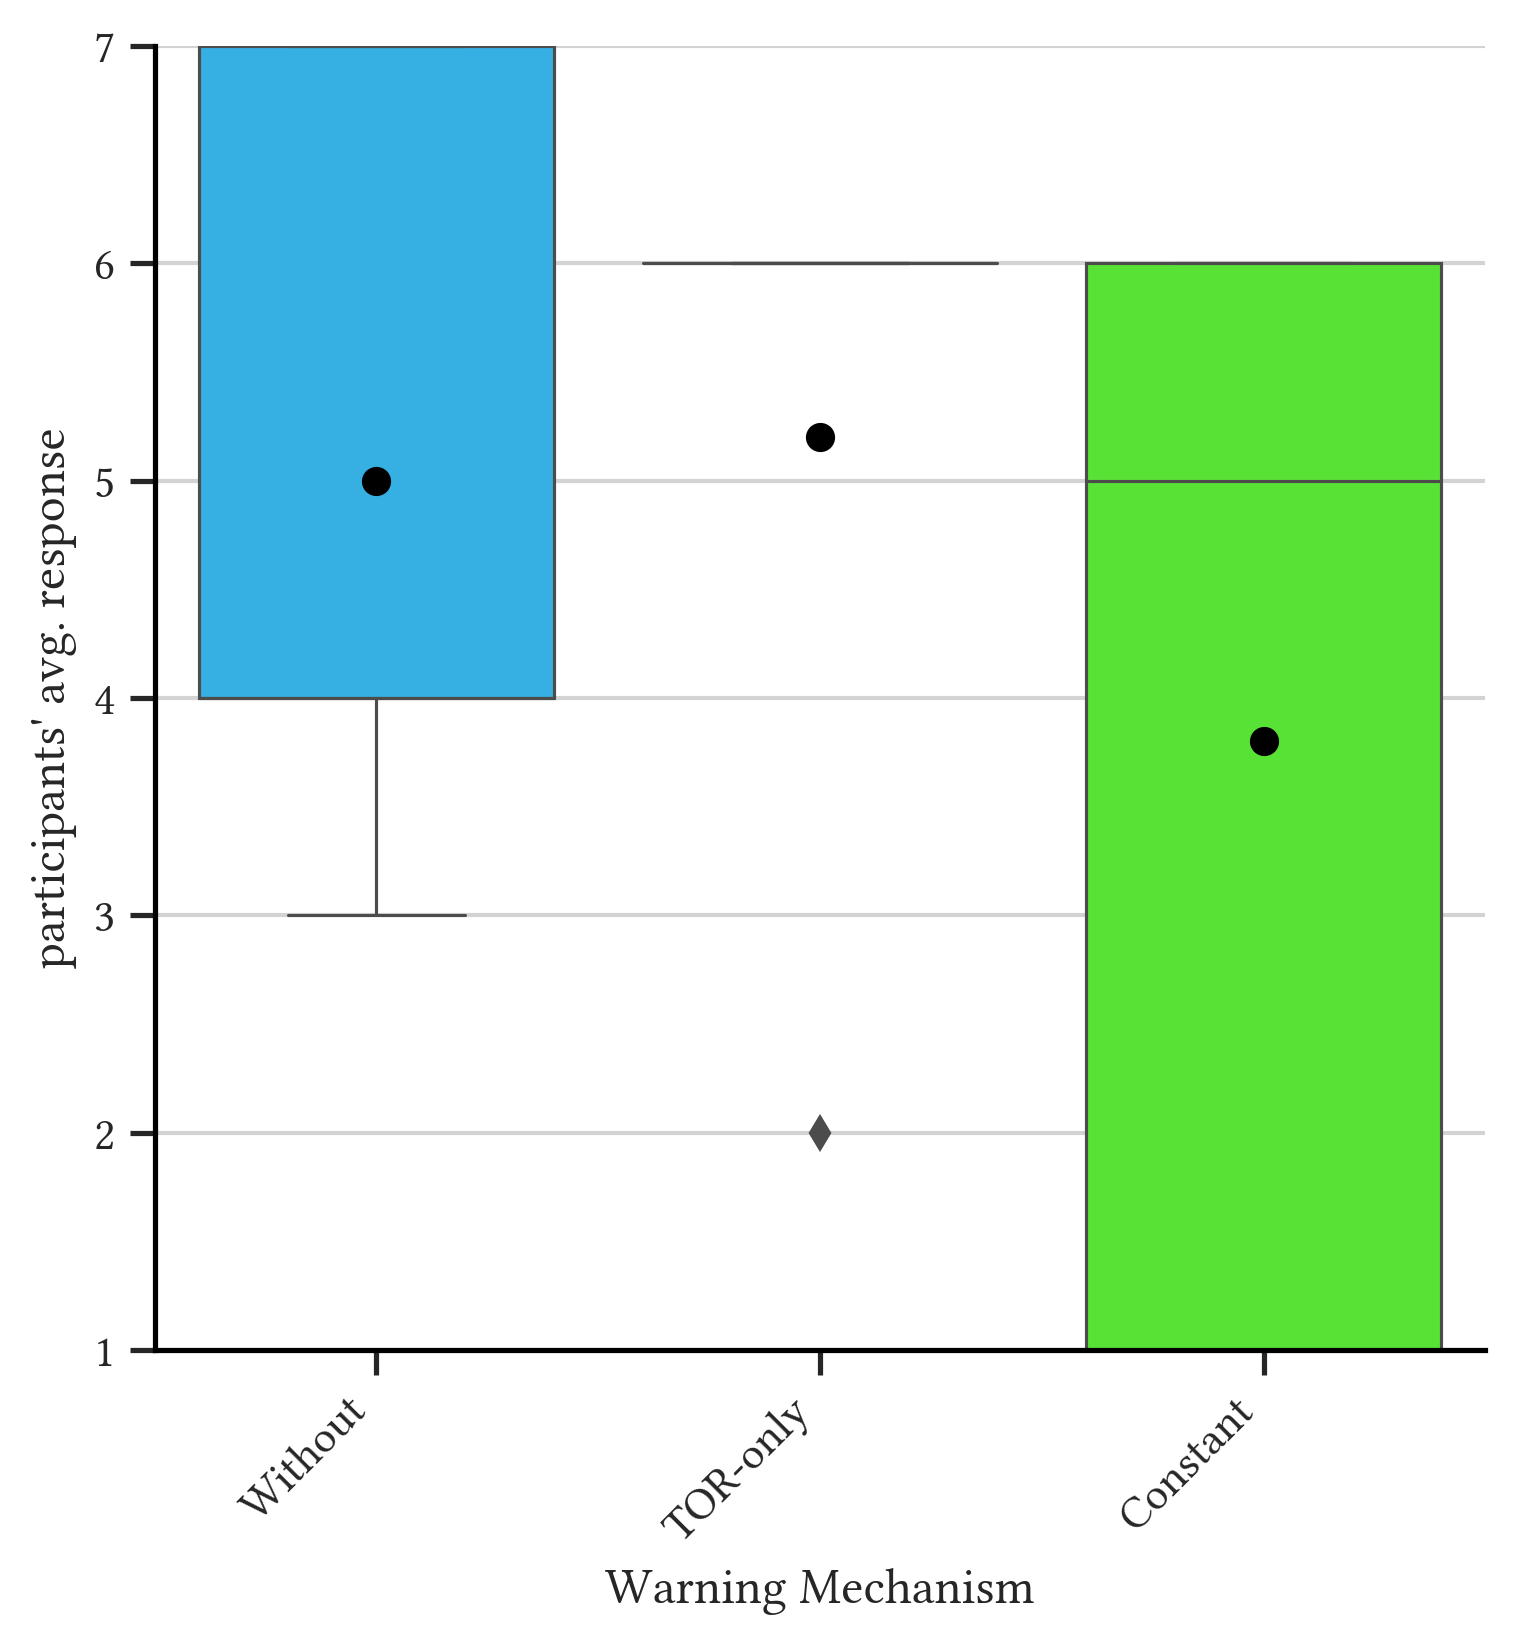 participants' avg. response
7
6
5
4
3
2
1
Without
TOR-only
Constant
Warning Mechanism